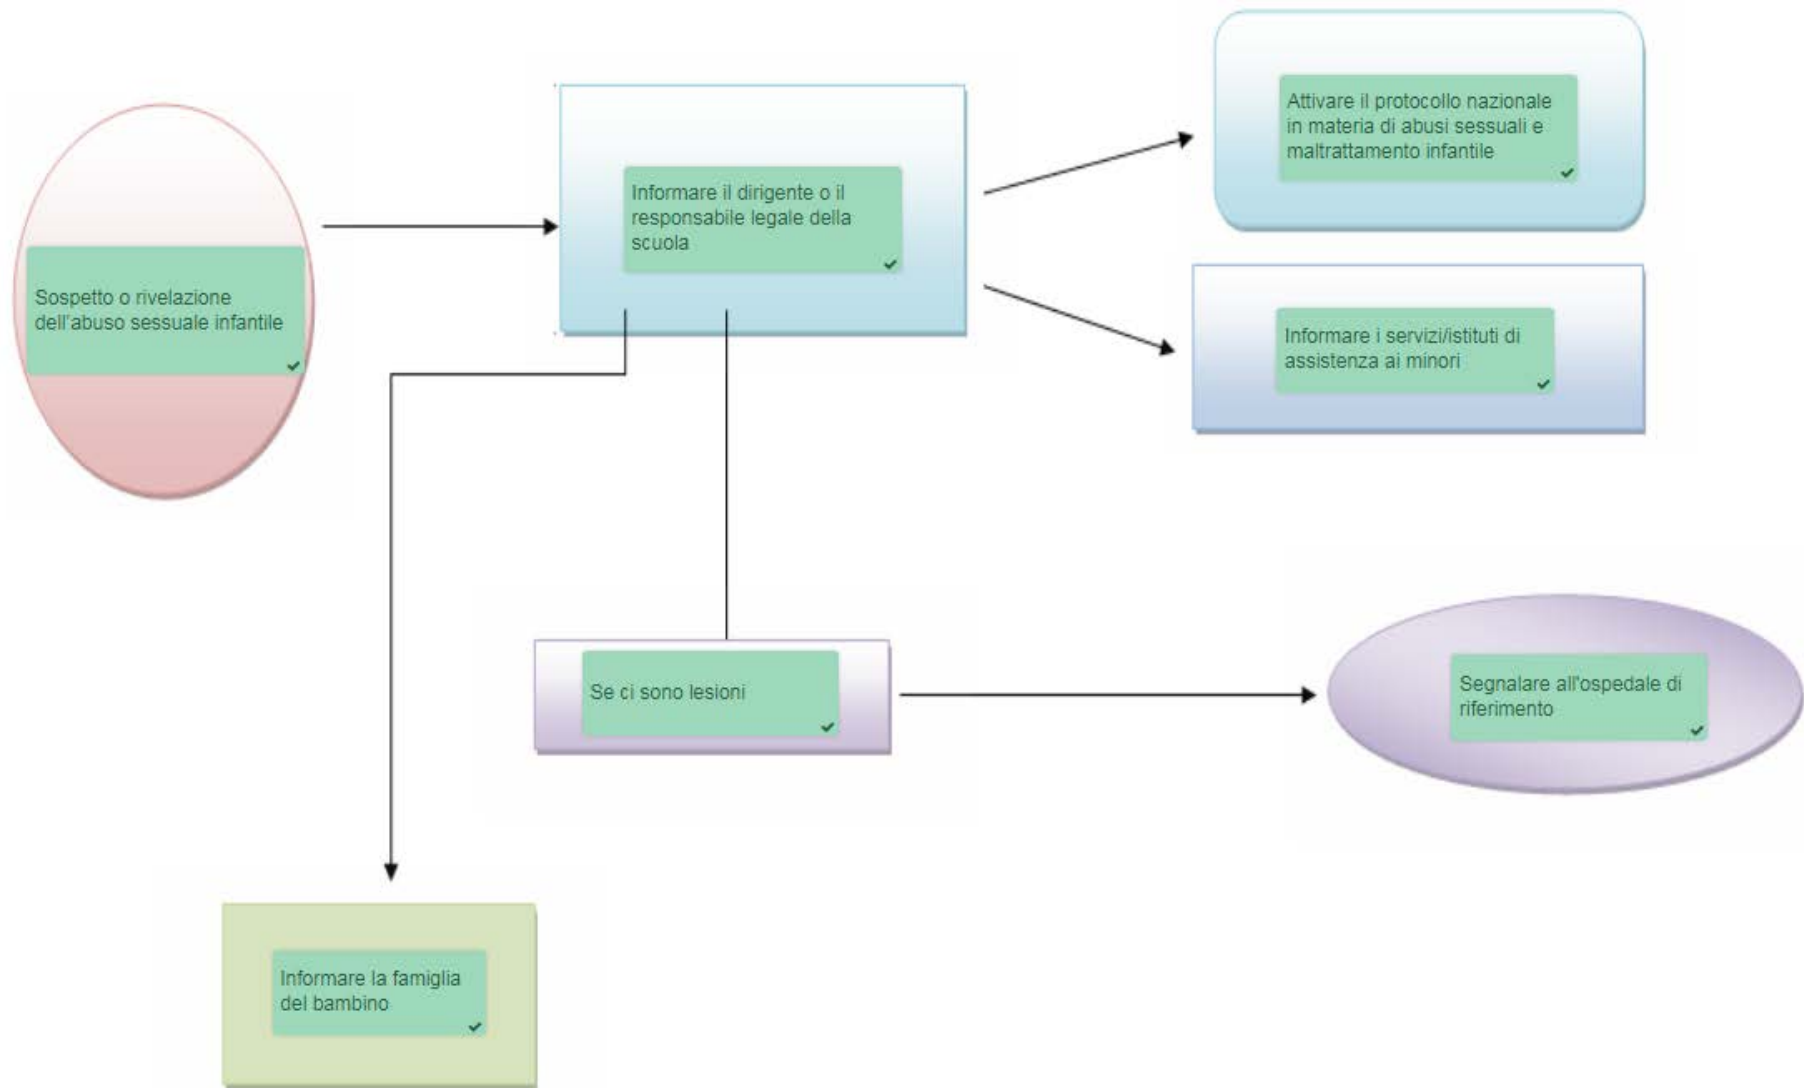 Sospetto o rivelazione
dell'abuso sessuale infantile
Informare il dirigente o il
responsabile legale della
scuola
Attivare il protocollo nazionale
in materia di abusi sessuali e
maltrattamento infantile
Informare i servizi/istituti di
assistenza ai minori
Se ci sono lesioni
Segnalare all'ospedale di
riferimento
Informare la famiglia
del bambino